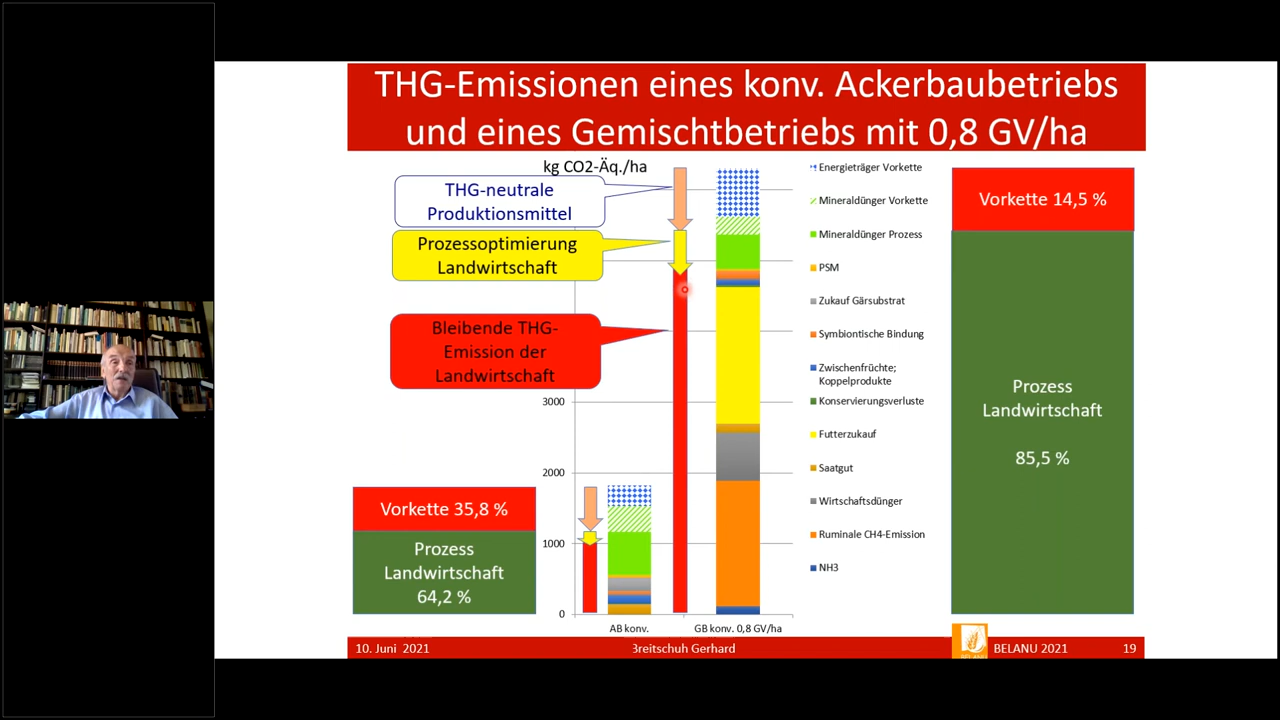 THG-Emissionen eines konv. Ackerbaubetriebs
und eines Gemischtbetriebs mit 0,8 GV/ha
kg CO2-Äq./ha
THG-neutrale
Produktionsmittel
Prozessoptimierung
Landwirtschaft
Bleibende THG-
Emission der
Landwirtschaft
Vorkette 35,8 %
Prozess
Landwirtschaft
64,2 %
3000
2000
1000
0
AB konv.
GB konv. 0,8 GV/ha
Energieträger Vorkette
Mineraldünger Vorkette
Mineraldünger Prozess
PSM
Zukauf Gärsubstrat
Symbiontische Bindung
Zwischenfrüchte;
Koppelprodukte
Konservierungsverluste
Futterzukauf
Saatgut
Wirtschaftsdünger
Ruminale CH4-Emission
NH3
Vorkette 14,5 %
Prozess
Landwirtschaft
85,5 %
10. Juni 2021
Breitschuh Gerhard
BELANU
BELANU 2021
19